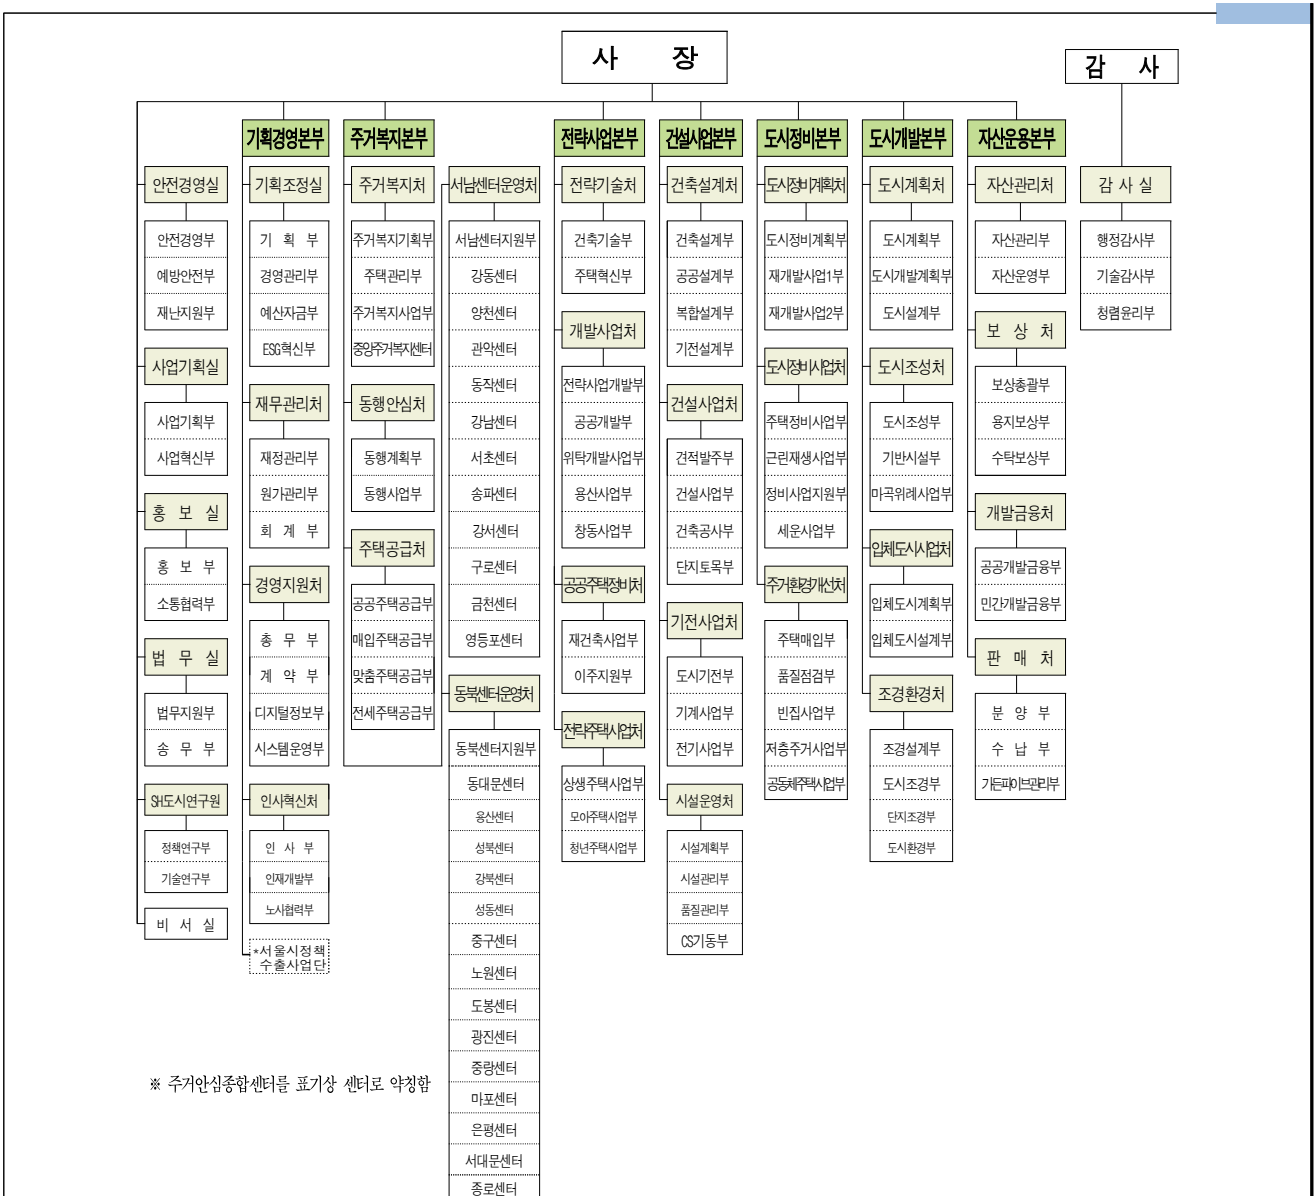 사 장
감 사
안전경영실
안전경영부
예방안전부
재난지원부
사업기획실
사업기획부
사업혁신부
홍 보 실
홍 보 부
소통협력부
법 무 실
법무지원부
송 무 부
SH도시연구원
정책연구부
기술연구부
비 서 실
기획경영본부
기획조정실
기 획 부
경영관리부
예산자금부
ESG혁신부
재무관리처
재정관리부
원가관리부
회 계 부
경영지원처
총 무 부
계 약 부
디지털정보부
시스템운영부
인사혁신처
인 사 부
인재개발부
노사협력부
*서울시정책
수출사업단
주거복지본부
주거복지처
주거복지기획부
주택관리부
주거복지사업부
중앙주거복지센터
동행안심처
동행계획부
동행사업부
주택공급처
공공주택공급부
매입주택공급부
맞춤주택공급부
전세주택공급부
서남센터운영처
서남센터지원부
강동센터
양천센터
관악센터
동작센터
강남센터
서초센터
송파센터
강서센터
구로센터
금천센터
영등포센터
동북센터운영처
동북센터지원부
동대문센터
용산센터
성북센터
강북센터
성동센터
중구센터
노원센터
도봉센터
광진센터
중랑센터
마포센터
은평센터
서대문센터
종로센터
전략사업본부
전략기술처
건축기술부
주택혁신부
개발사업처
전략사업개발부
공공개발부
위탁개발사업부
용산사업부
창동사업부
공공주택정비처
재건축사업부
이주지원부
전략주택사업처
상생주택사업부
모아주택사업부
청년주택사업부
건설사업본부
건축설계처
건축설계부
공공설계부
복합설계부
기전설계부
건설사업처
견적발주부
건설사업부
건축공사부
단지토목부
기전사업처
도시기전부
기계사업부
전기사업부
시설운영처
시설계획부
시설관리부
품질관리부
CS기동부
도시정비본부
도시정비계획처
도시정비계획부
재개발사업1부
재개발사업2부
도시정비사업처
주택정비사업부
근린재생사업부
정비사업지원부
세운사업부
주거환경개선처
주택매입부
품질점검부
빈집사업부
저층주거사업부
공동체주택사업부
도시개발본부
도시계획처
도시계획부
도시개발계획부
도시설계부
도시조성처
도시조성부
기반시설부
마곡위례사업부
입체도시사업처
입체도시계획부
입체도시설계부
조경환경처
조경설계부
도시조경부
단지조경부
도시환경부
자산운용본부
자산관리처
자산관리부
자산운영부
보 상 처
보상총괄부
용지보상부
수탁보상부
개발금융처
공공개발금융부
민간개발금융부
판 매 처
분 양 부
수 납 부
가든파이브관리부
감 사 실
행정감사부
기술감사부
청렴윤리부
※ 주거안심종합센터를 표기상 센터로 약칭함